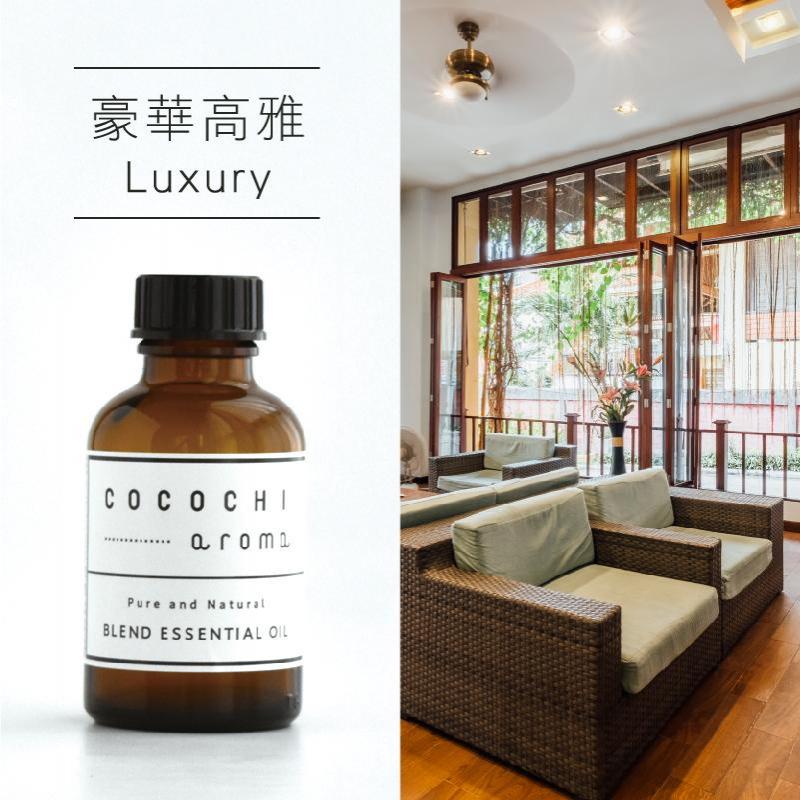 豪華高雅
Luxury
COCOCHI
aroma
Pure and Natural
BLEND ESSENTIAL OIL